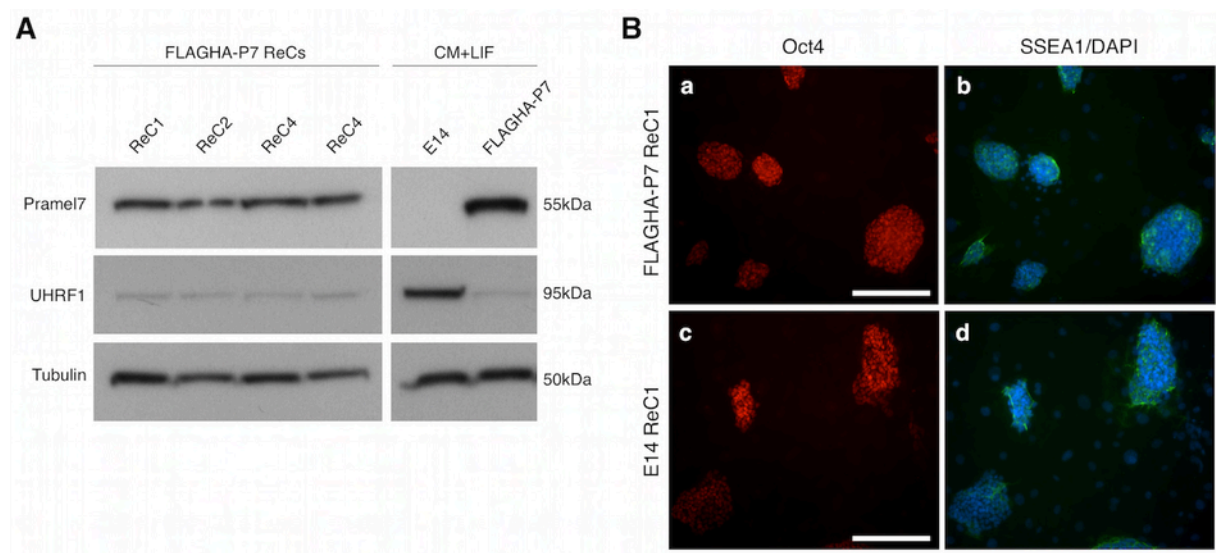 A
FLAGHA-P7 ReCs
CM+LIF
ReC1
ReC2
ReC4
ReC4
E14
FLAGHA-P7
Pramel7
55kDa
UHRF1
95kDa
Tubulin
50kDa
B
Oct4
SSEA1/DAPI
FLAGHA-P7 ReC1
a
b
E14 ReC1
c
d